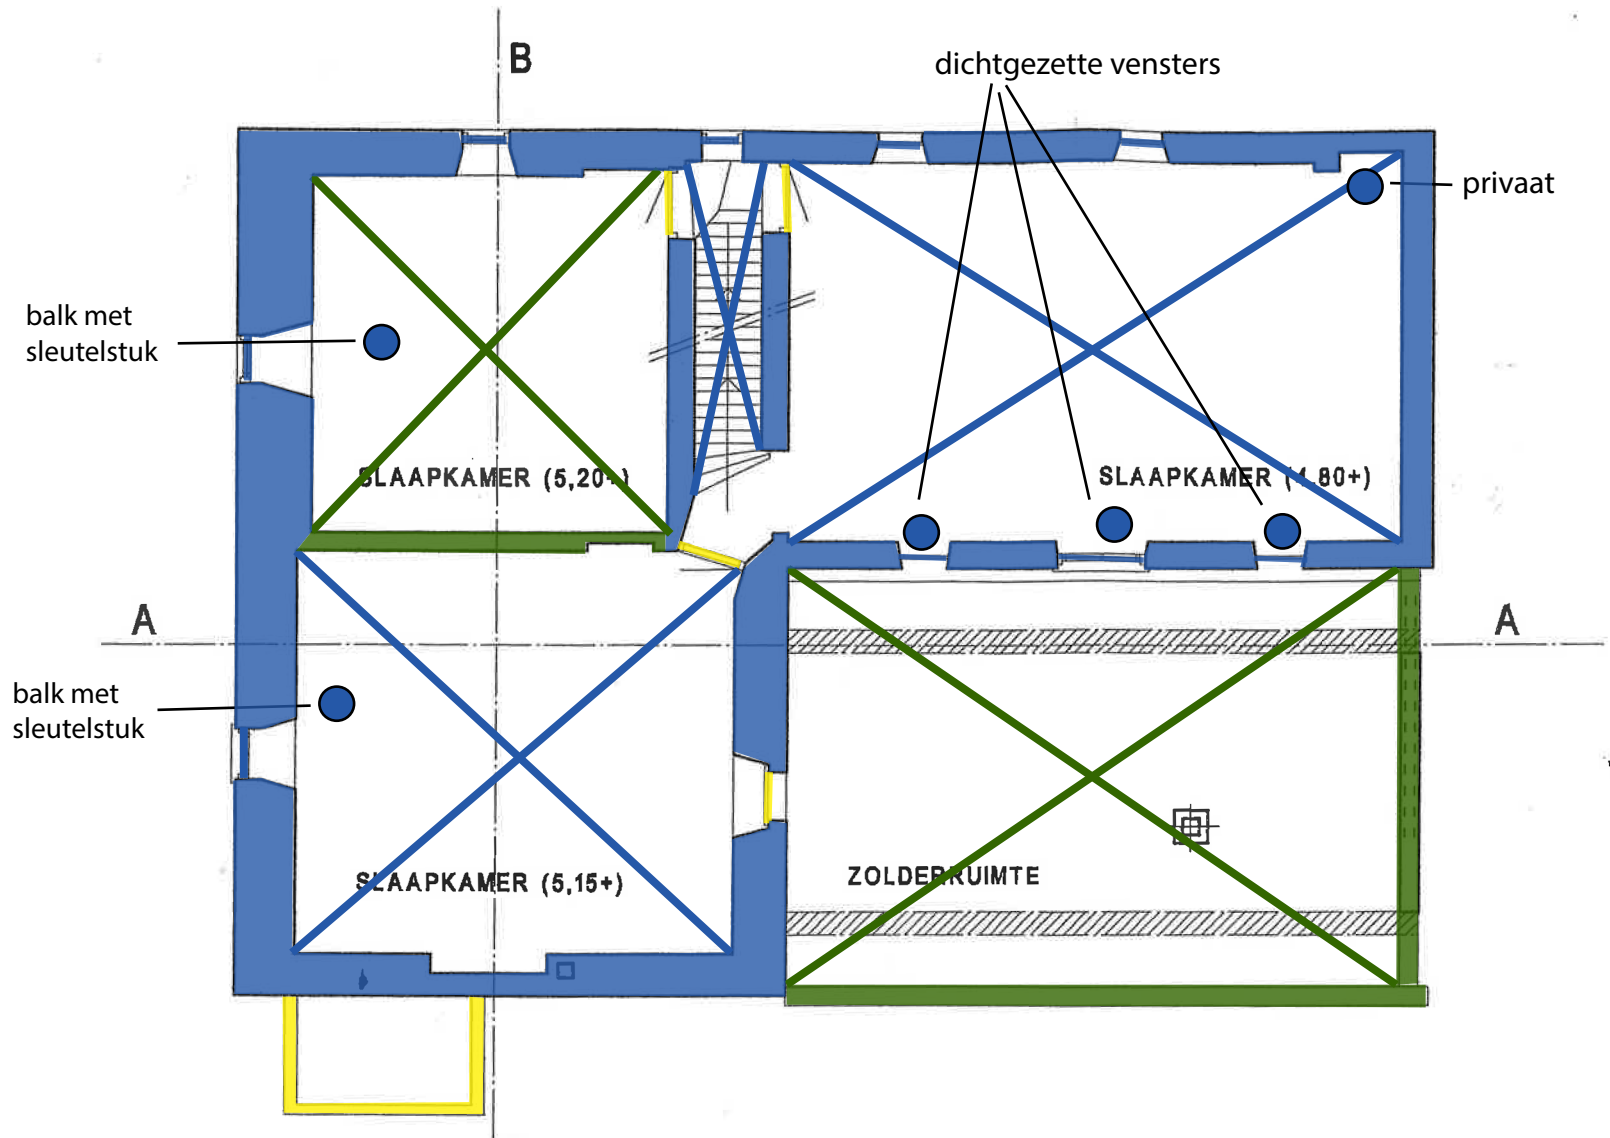 B
dichtgezette vensters
privaat
balk met
sleutelstuk
SLAAPKAMER (5,20+)
SLAAPKAMER (4,80+)
A
A
balk met
sleutelstuk
SLAAPKAMER (5,15+)
ZOLDERRUIMTE